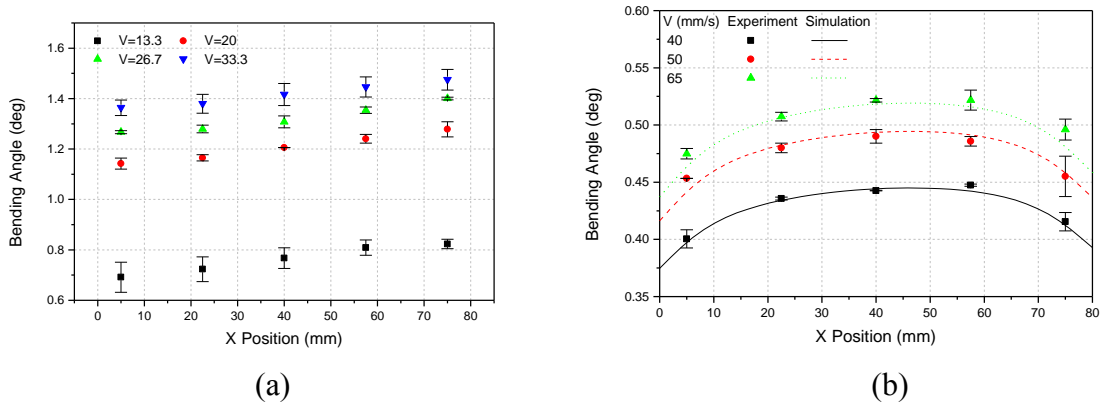 V=13.3 V=20
V=26.7 V=33.3
1.8
1.6
1.4
1.2
1.0
0.8
0.6
0 10 20 30 40 50 60 70 80
Bending Angle (deg)
X Position (mm)
(a)
V (mm/s) Experiment Simulation
40
50
65
0.60
0.55
0.50
0.45
0.40
0.35
0 10 20 30 40 50 60 70 80
Bending Angle (deg)
X Position (mm)
(b)